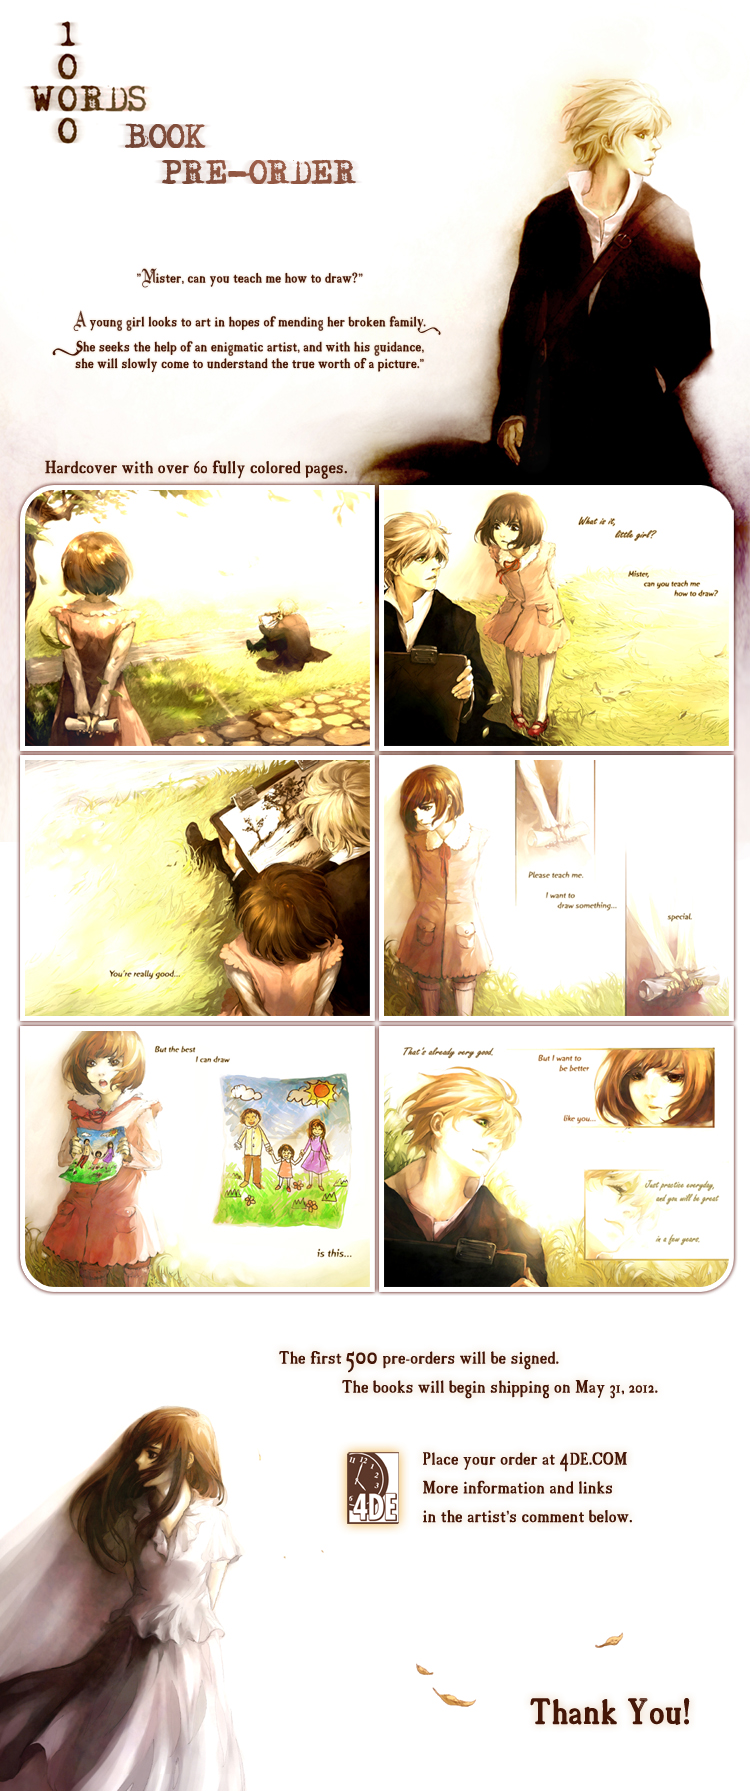 1000
WORDS
BOOK
PRE-ORDER
"Mister, can you teach me how to draw?"
A young girl looks to art in hopes of mending her broken family.
She seeks the help of an enigmatic artist, and with his guidance,
she will slowly come to understand the true worth of a picture."
Hardcover with over 60 fully colored pages.
What is it,
little girl?
Mister,
can you teach me
how to draw?
You're really good...
Please teach me.
I want to
draw something...
special.
But the best
I can draw
is this...
That's already very good.
But I want to
be better
like you...
Just practice everyday,
and you will be great
in a few years.
The first 500 pre-orders will be signed.
The books will begin shipping on May 31, 2012.
11 12 1 2 3
6
4DE
Place your order at 4DE.COM
More information and links
in the artist's comment below.
Thank You!